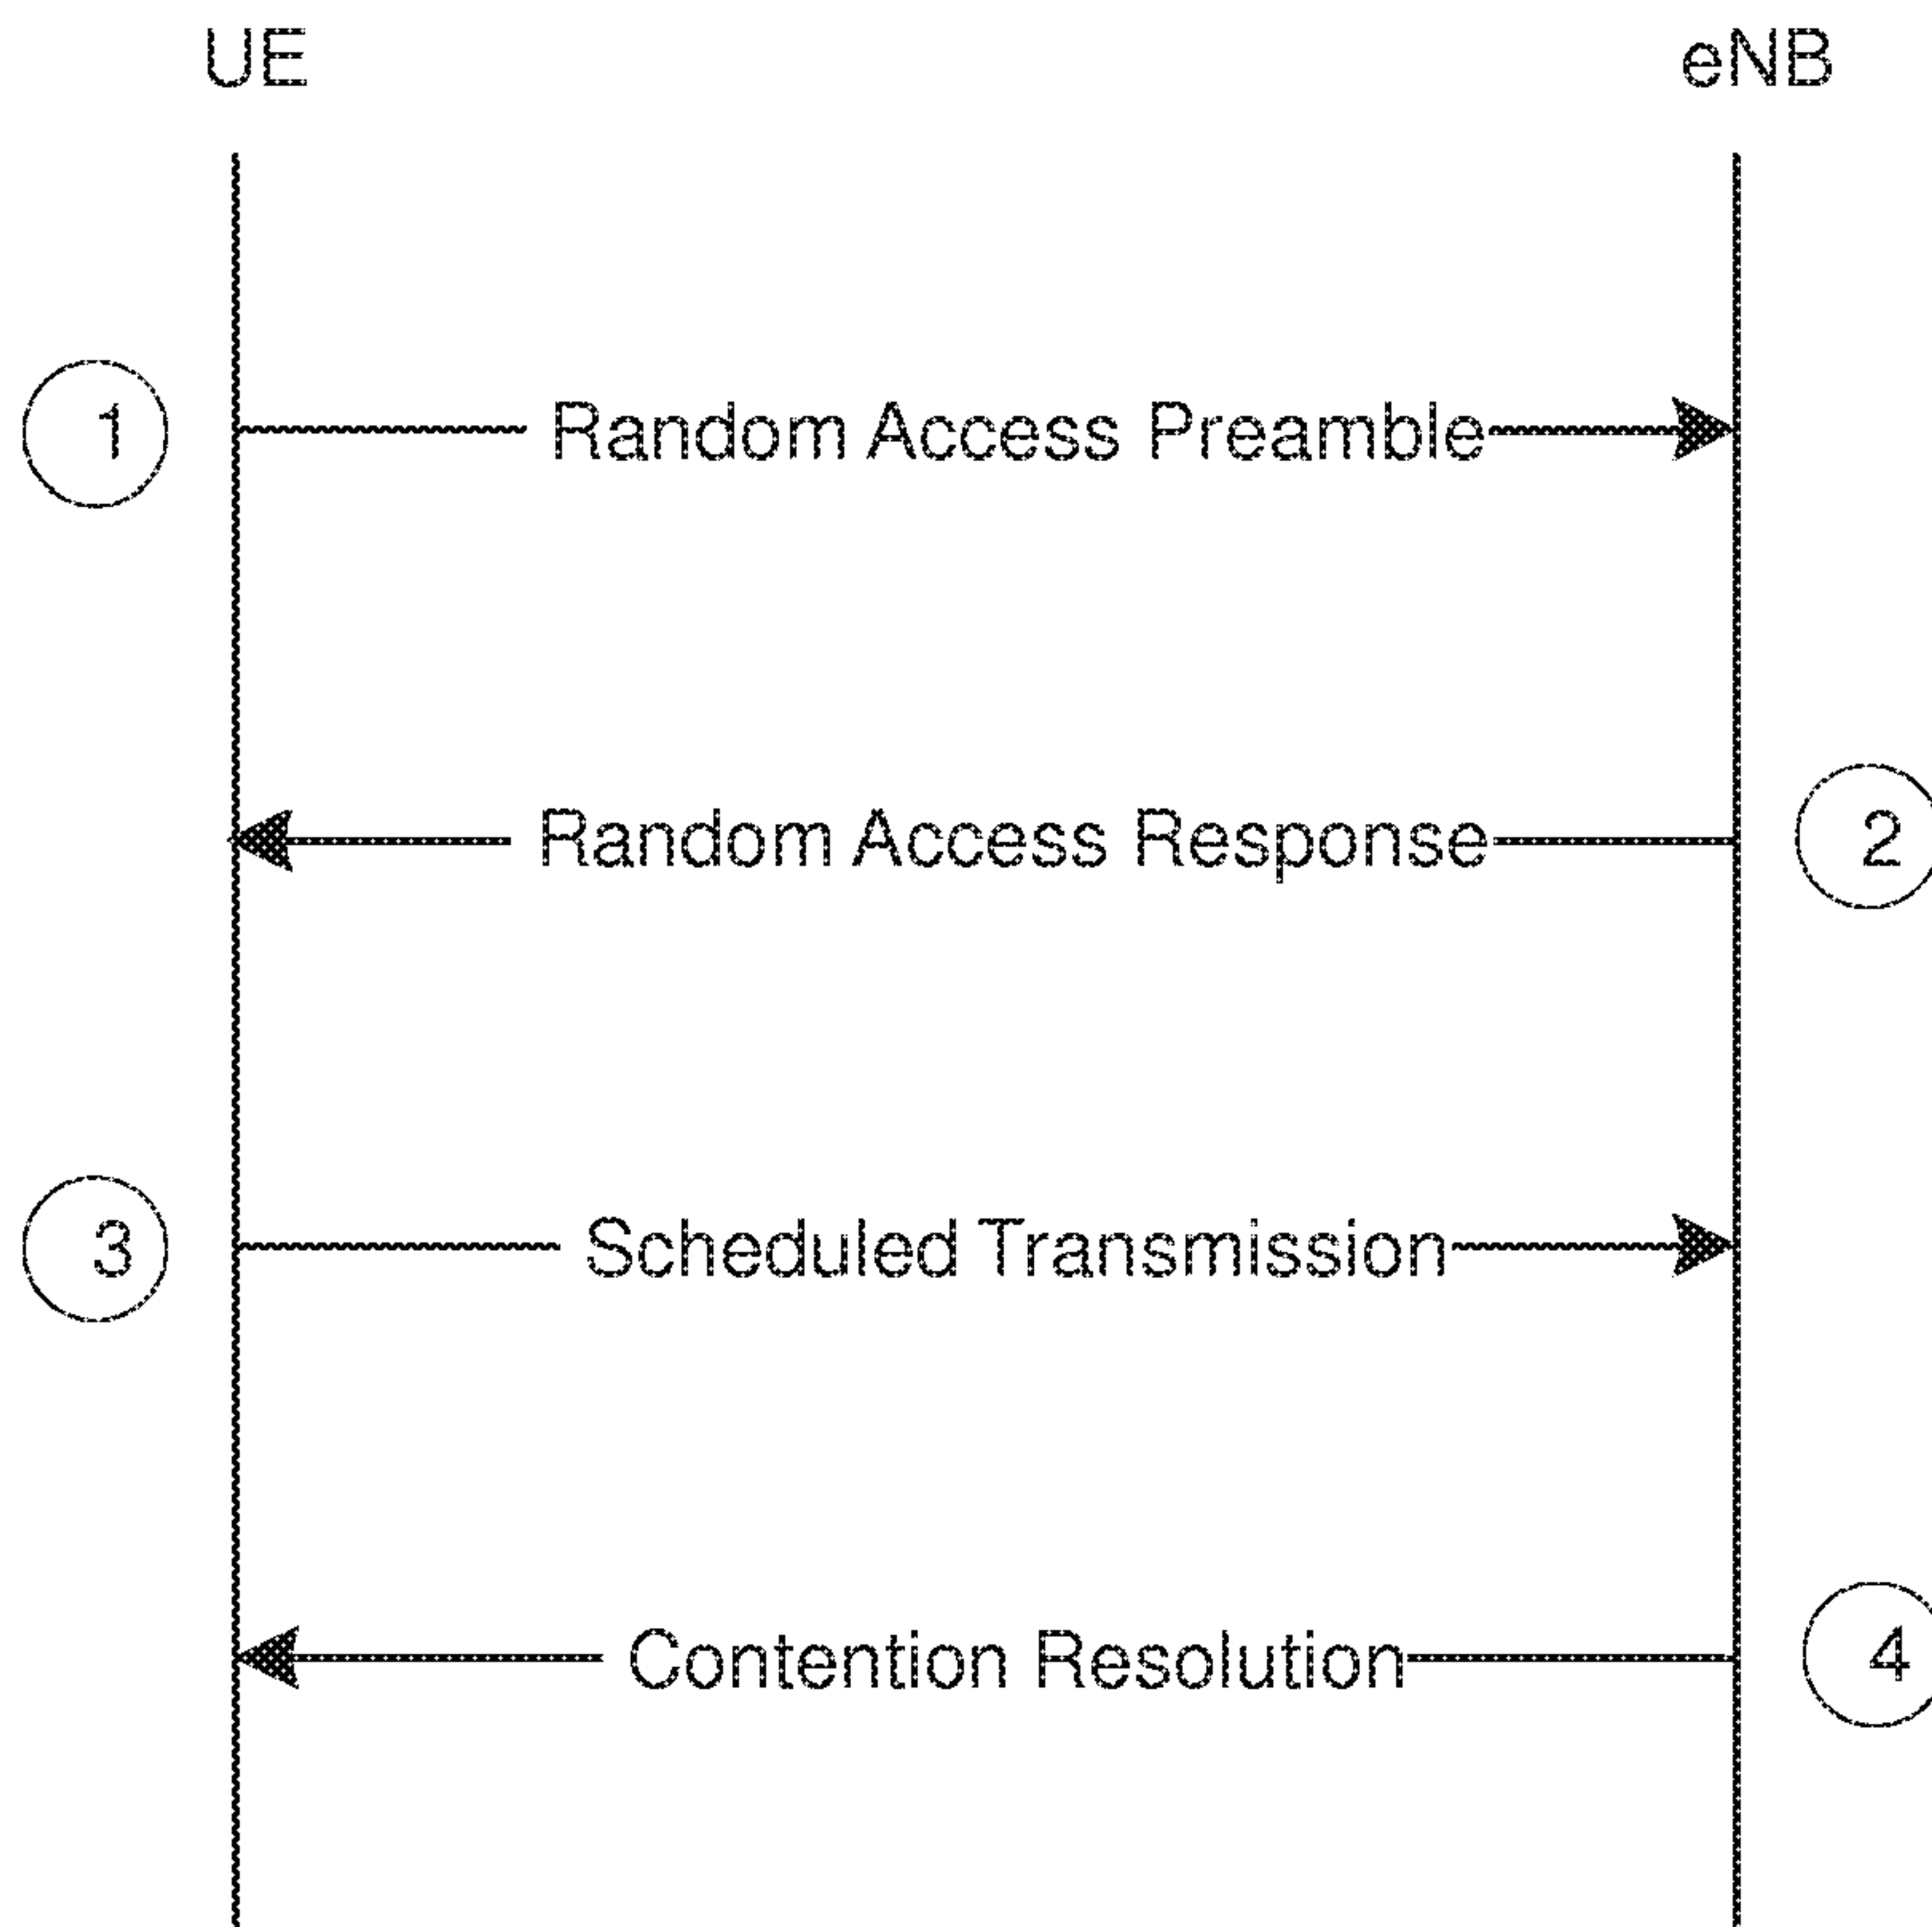 UE
eNB
1
Random Access Preamble
Random Access Response
2
3
Scheduled Transmission
Contention Resolution
4